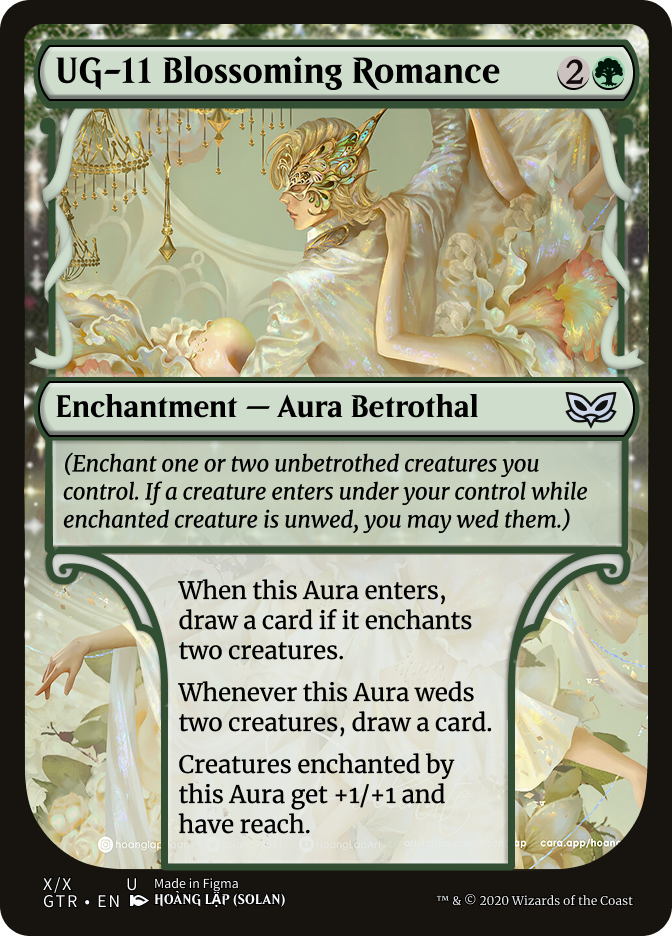 UG-11 Blossoming Romance 2
Enchantment — Aura Betrothal
(Enchant one or two unbetrothed creatures you
control. If a creature enters under your control while
enchanted creature is unwed, you may wed them.)
When this Aura enters,
draw a card if it enchants
two creatures.
Whenever this Aura weds
two creatures, draw a card.
Creatures enchanted by
this Aura get +1/+1 and
have reach.
cara.app/hoang
X/X U Made in Figma
GTR • EN HOÀNG LẬP (SOLAN) ™ & © 2020 Wizards of the Coast